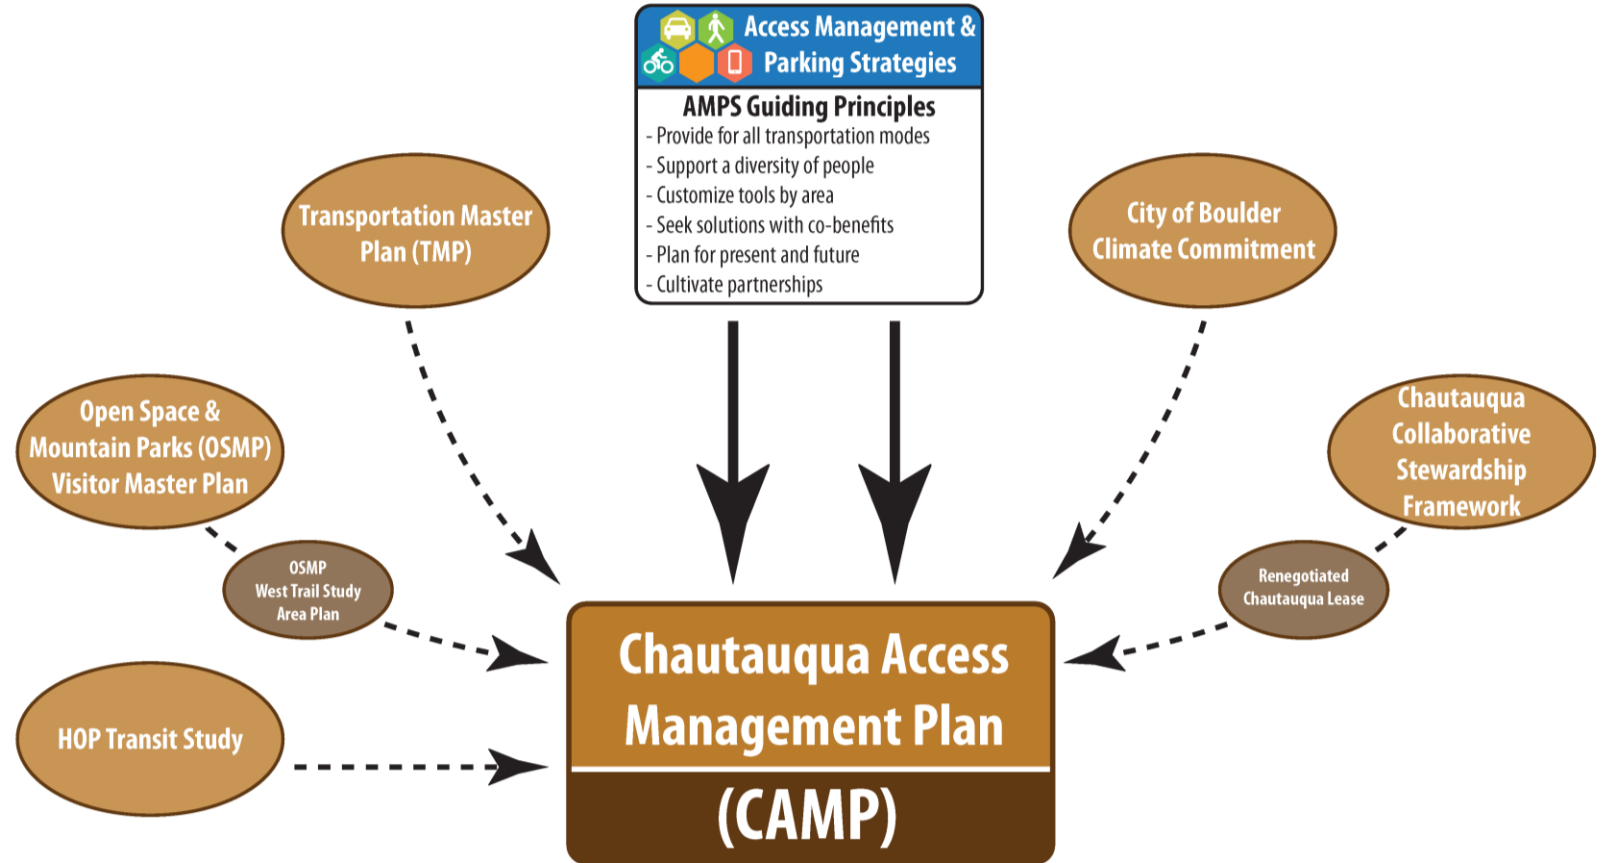 Access Management &
Parking Strategies
AMPS Guiding Principles
- Provide for all transportation modes
- Support a diversity of people
- Customize tools by area
- Seek solutions with co-benefits
- Plan for present and future
- Cultivate partnerships
Transportation Master
Plan (TMP)
City of Boulder
Climate Commitment
Open Space &
Mountain Parks (OSMP)
Visitor Master Plan
Chautauqua
Collaborative
Stewardship
Framework
OSMP
West Trail Study
Area Plan
Renegotiated
Chautauqua Lease
HOP Transit Study
Chautauqua Access
Management Plan
(CAMP)